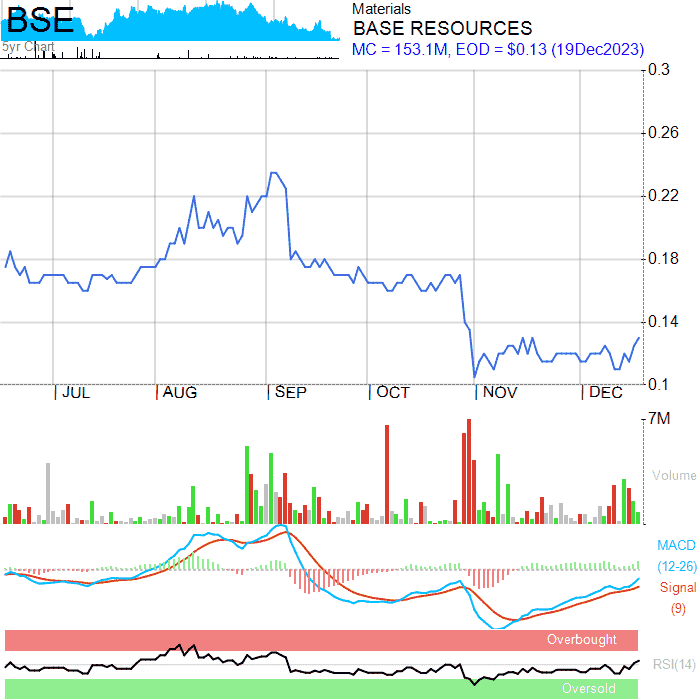 BSE
5yr Chart
Materials
BASE RESOURCES
MC = 153.1M, EOD = $0.13 (19Dec2023)
0.3
0.26
0.22
0.18
0.14
0.1
JUL AUG SEP OCT NOV DEC
7M
Volume
MACD
(12-26)
Signal
(9)
Overbought
RSI(14)
Oversold